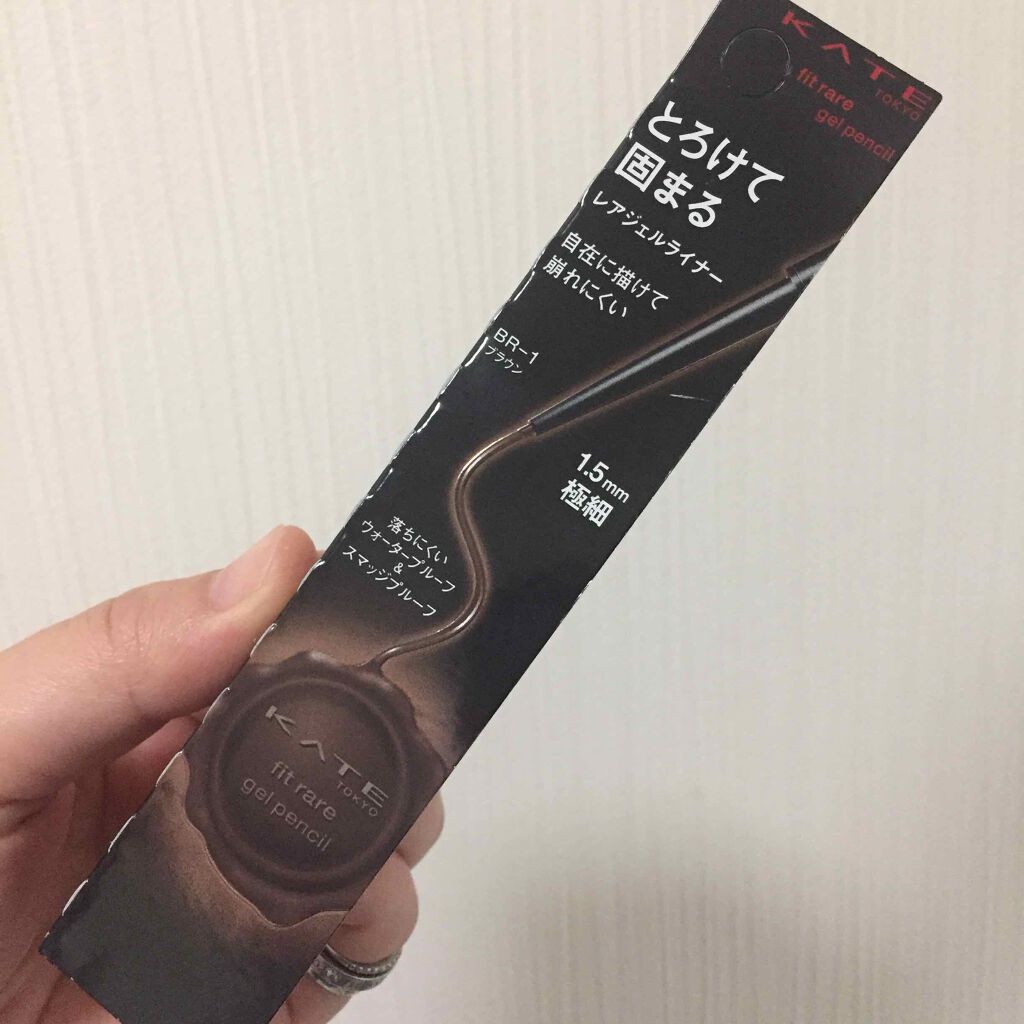 KATE
TOKYO
fit rare
gel pencil
とろけて
固まる
レアジェルライナー
自在に描けて
崩れにくい
BR-1
ブラウン
1.5mm
極細
落ちにくい
ウォータープルーフ
&
スマッジプルーフ
KATE
TOKYO
fit rare
gel pencil